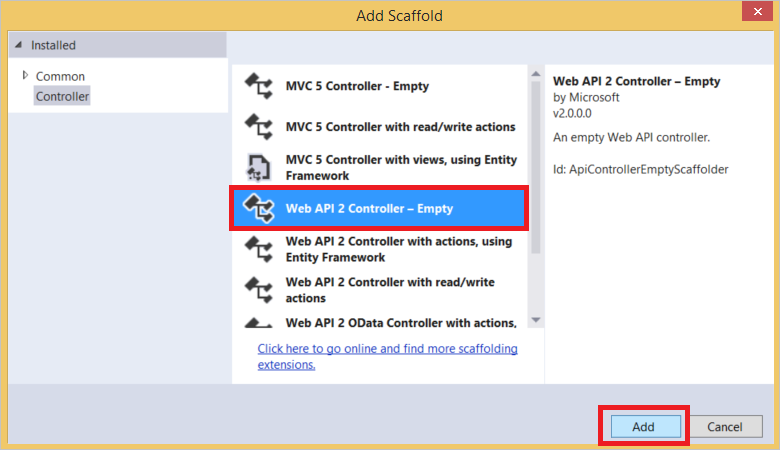 Add Scaffold
Installed
Common
Controller
MVC 5 Controller - Empty
MVC 5 Controller with read/write actions
MVC 5 Controller with views, using Entity
Framework
Web API 2 Controller – Empty
Web API 2 Controller with actions, using
Entity Framework
Web API 2 Controller with read/write
actions
Web API 2 OData Controller with actions,
Click here to go online and find more scaffolding
extensions.
Web API 2 Controller – Empty
by Microsoft
v2.0.0.0
An empty Web API controller.
Id: ApiControllerEmptyScaffolder
Add
Cancel